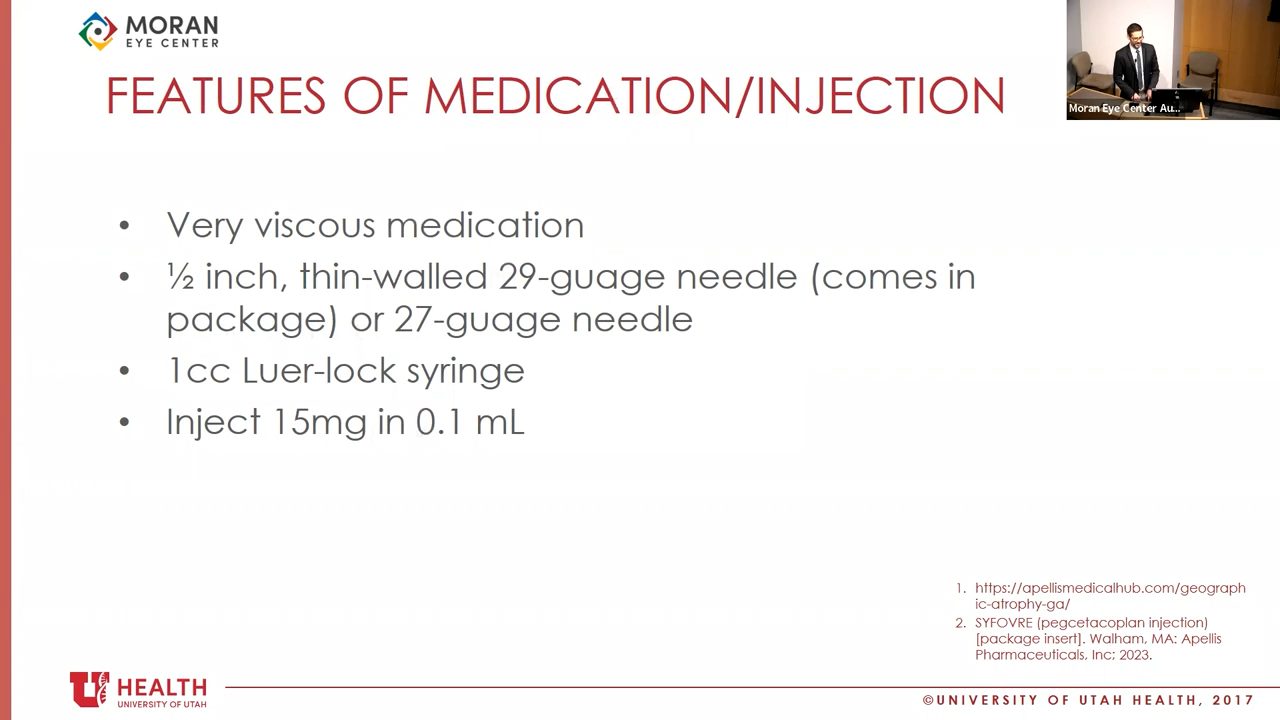 MORAN
EYE CENTER
FEATURES OF MEDICATION/INJECTION
Moran Eye Center Au...
• Very viscous medication
• ½ inch, thin-walled 29-guage needle (comes in
package) or 27-guage needle
• 1cc Luer-lock syringe
• Inject 15mg in 0.1 mL
1. https://apellismedicalhub.com/geograph
ic-atrophy-ga/
2. SYFOVRE (pegcetacoplan injection)
[package insert]. Walham, MA: Apellis
Pharmaceuticals, Inc; 2023.
U HEALTH
UNIVERSITY OF UTAH
©UNIVERSITY OF UTAH HEALTH, 2017